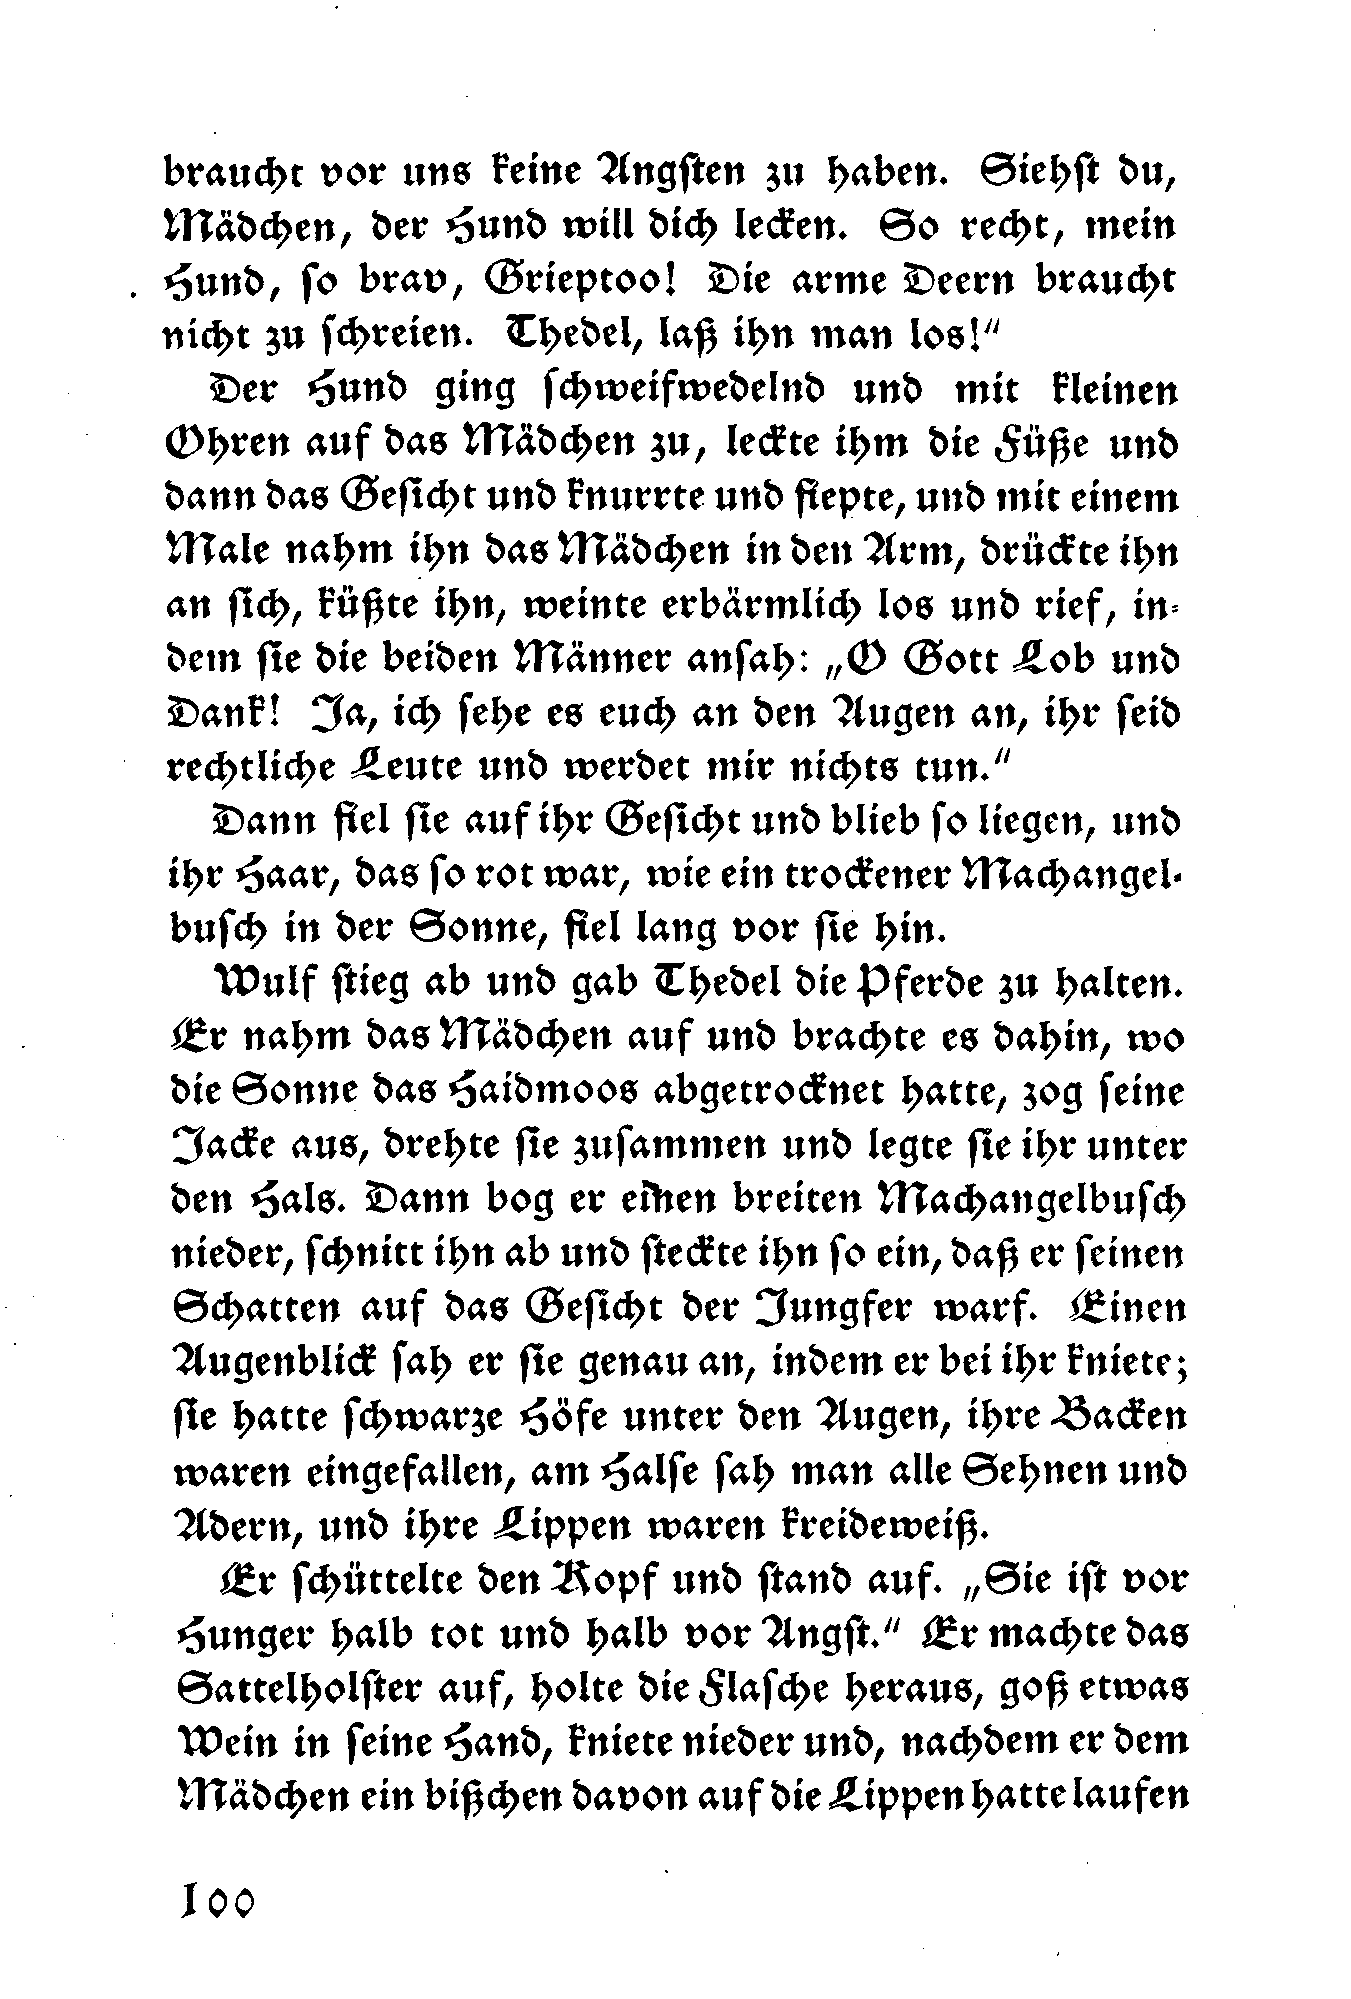 braucht vor uns keine Angsten zu haben. Siehst du,
Mädchen, der Hund will dich lecken. So recht, mein
Hund, so brav, Grieptoo! Die arme Deern braucht
nicht zu schreien. Thedel, laß ihn man los!“
Der Hund ging schweifwedelnd und mit kleinen
Ohren auf das Mädchen zu, leckte ihm die Füße und
dann das Gesicht und knurrte und fiepte, und mit einem
Male nahm ihn das Mädchen in den Arm, drückte ihn
an sich, küßte ihn, weinte erbärmlich los und rief, in-
dem sie die beiden Männer ansah: „O Gott Lob und
Dank! Ja, ich sehe es euch an den Augen an, ihr seid
rechtliche Leute und werdet mir nichts tun.“
Dann fiel sie auf ihr Gesicht und blieb so liegen, und
ihr Haar, das so rot war, wie ein trockener Machangel-
busch in der Sonne, fiel lang vor sie hin.
Wulf stieg ab und gab Thedel die Pferde zu halten.
Er nahm das Mädchen auf und brachte es dahin, wo
die Sonne das Haidmoos abgetrocknet hatte, zog seine
Jacke aus, drehte sie zusammen und legte sie ihr unter
den Hals. Dann bog er einen breiten Machangelbusch
nieder, schnitt ihn ab und steckte ihn so ein, daß er seinen
Schatten auf das Gesicht der Jungfer warf. Einen
Augenblick sah er sie genau an, indem er bei ihr kniete;
sie hatte schwarze Höfe unter den Augen, ihre Backen
waren eingefallen, am Halse sah man alle Sehnen und
Adern, und ihre Lippen waren kreideweiß.
Er schüttelte den Kopf und stand auf. „Sie ist vor
Hunger halb tot und halb vor Angst.“ Er machte das
Sattelholster auf, holte die Flasche heraus, goß etwas
Wein in seine Hand, kniete nieder und, nachdem er dem
Mädchen ein bißchen davon auf die Lippen hatte laufen
100